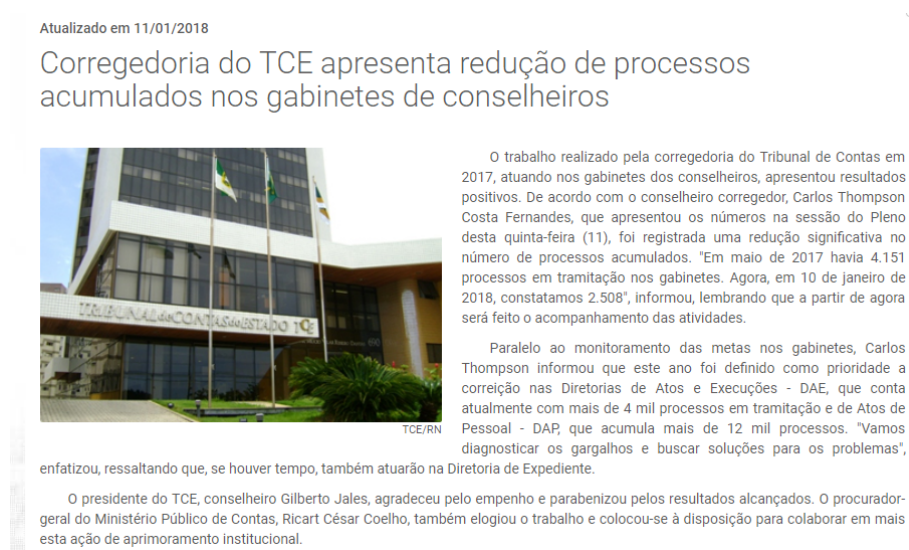 Atualizado em 11/01/2018
Corregedoria do TCE apresenta redução de processos
acumulados nos gabinetes de conselheiros
TRIBUNAL de CONTAS do ESTADO TCE
TCE/RN
O trabalho realizado pela corregedoria do Tribunal de Contas em
2017, atuando nos gabinetes dos conselheiros, apresentou resultados
positivos. De acordo com o conselheiro corregedor, Carlos Thompson
Costa Fernandes, que apresentou os números na sessão do Pleno
desta quinta-feira (11), foi registrada uma redução significativa no
número de processos acumulados. "Em maio de 2017 havia 4.151
processos em tramitação nos gabinetes. Agora, em 10 de janeiro de
2018, constatamos 2.508", informou, lembrando que a partir de agora
será feito o acompanhamento das atividades.
Paralelo ao monitoramento das metas nos gabinetes, Carlos
Thompson informou que este ano foi definido como prioridade a
correição nas Diretorias de Atos e Execuções - DAE, que conta
atualmente com mais de 4 mil processos em tramitação e de Atos de
Pessoal - DAP, que acumula mais de 12 mil processos. "Vamos
diagnosticar os gargalhos e buscar soluções para os problemas",
enfatizou, ressaltando que, se houver tempo, também atuarão na Diretoria de Expediente.
O presidente do TCE, conselheiro Gilberto Jales, agradeceu pelo empenho e parabenizou pelos resultados alcançados. O procurador-
geral do Ministério Público de Contas, Ricart César Coelho, também elogiou o trabalho e colocou-se à disposição para colaborar em mais
esta ação de aprimoramento institucional.